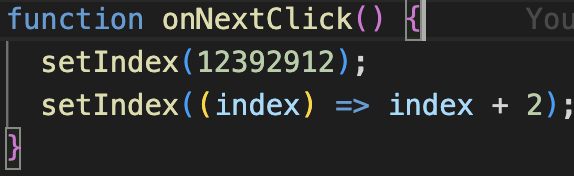 function onNextClick() { You
setIndex(12392912);
setIndex((index) => index + 2);
}